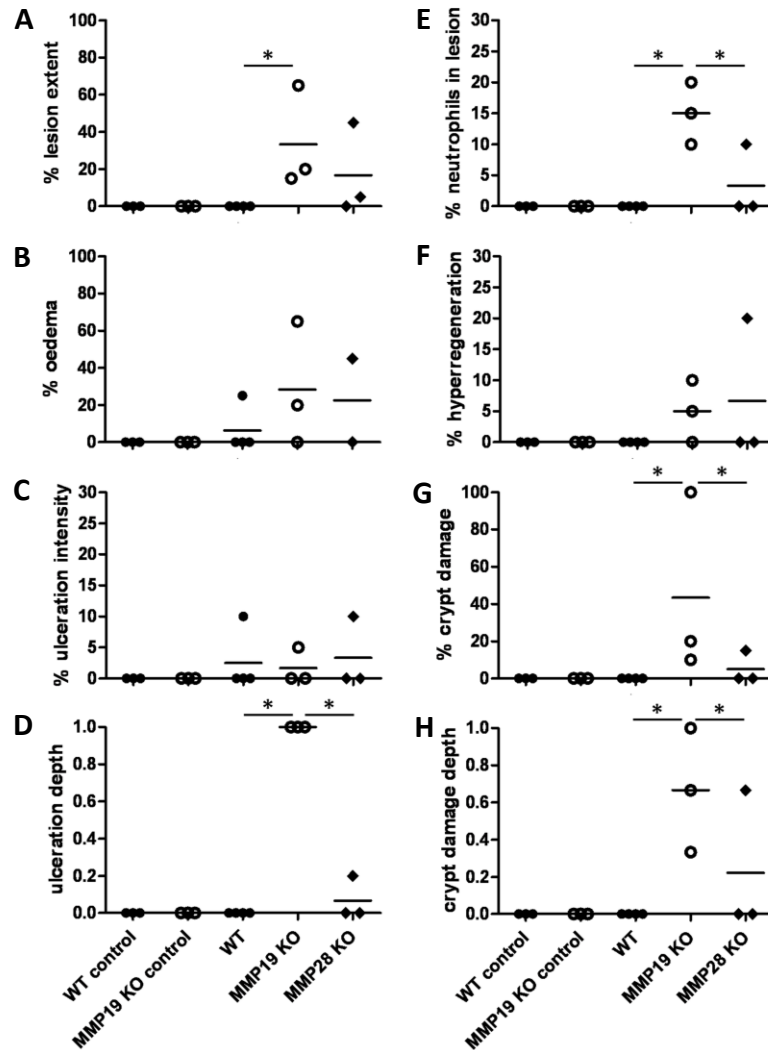 A
% lesion extent
100
80
60
40
20
0
*
B
% oedema
100
80
60
40
20
0
C
% ulceration intensity
30
25
20
15
10
5
0
D
ulceration depth
1.0
0.8
0.6
0.4
0.2
0.0
* *
WT control
MMP19 KO control
WT
MMP19 KO
MMP28 KO
E
% neutrophils in lesion
30
25
20
15
10
5
0
* *
F
% hyperregeneration
30
25
20
15
10
5
0
G
% crypt damage
100
80
60
40
20
0
* *
H
crypt damage depth
1.0
0.8
0.6
0.4
0.2
0.0
* *
WT control
MMP19 KO control
WT
MMP19 KO
MMP28 KO